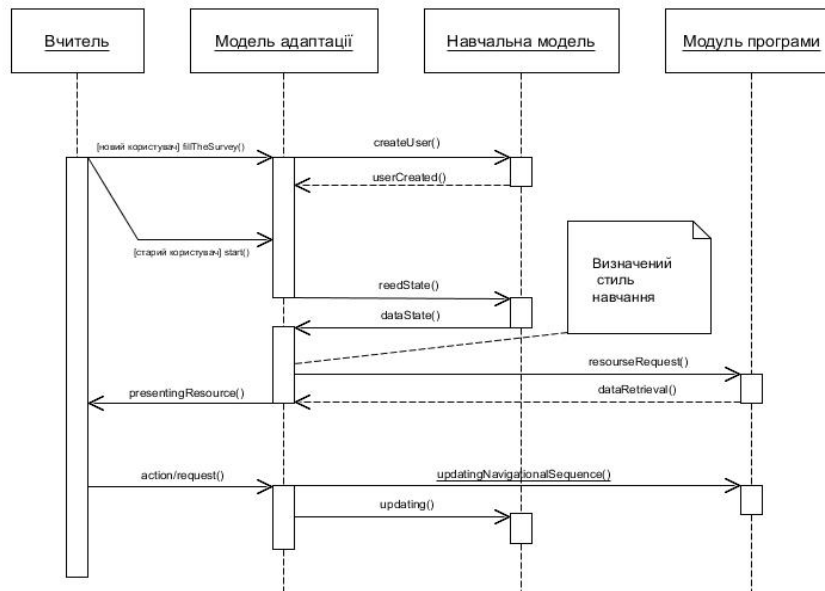 Вчитель
Модель адаптації
Навчальна модель
Модуль програми
[новий користувач] fillTheSurvey()
createUser()
userCreated()
[старий користувач] start()
Визначений
стиль
навчання
reedState()
dataState()
resourseRequest()
presentingResource()
dataRetrieval()
action/request()
updatingNavigationalSequence()
updating()